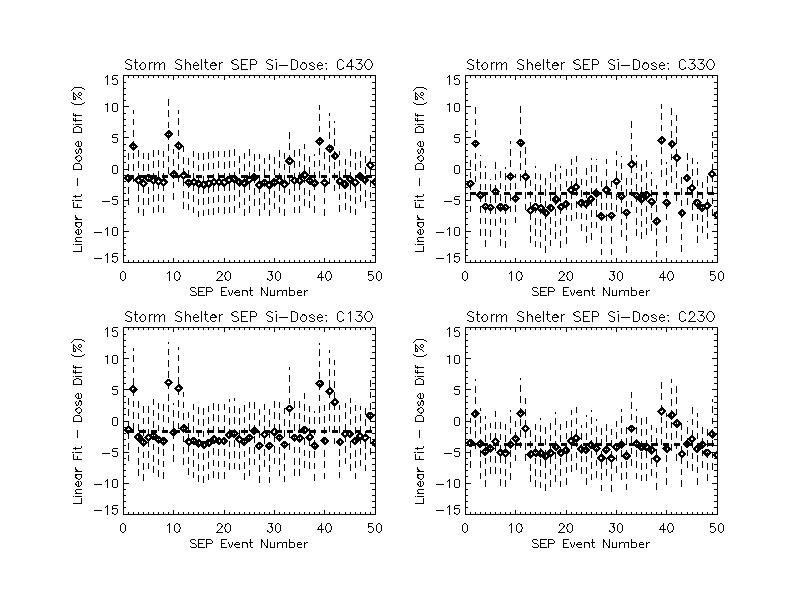 Storm Shelter SEP Si-Dose: C430
Linear Fit - Dose Diff (%)
15
10
5
0
-5
-10
-15
0 10 20 30 40 50
SEP Event Number
Storm Shelter SEP Si-Dose: C330
Linear Fit - Dose Diff (%)
15
10
5
0
-5
-10
-15
0 10 20 30 40 50
SEP Event Number
Storm Shelter SEP Si-Dose: C130
Linear Fit - Dose Diff (%)
15
10
5
0
-5
-10
-15
0 10 20 30 40 50
SEP Event Number
Storm Shelter SEP Si-Dose: C230
Linear Fit - Dose Diff (%)
15
10
5
0
-5
-10
-15
0 10 20 30 40 50
SEP Event Number